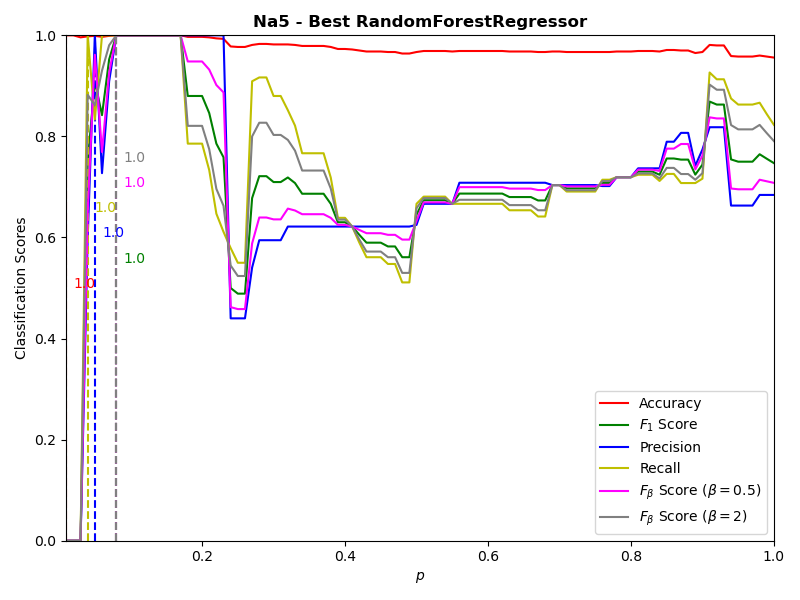 Na5 - Best RandomForestRegressor
Classification Scores
1.0
0.8
0.6
0.4
0.2
0.0
1.0
1.0
1.0
1.0
1.0
1.0
Accuracy
F₁ Score
Precision
Recall
Fᵦ Score (β = 0.5)
Fᵦ Score (β = 2)
0.2 0.4 0.6 0.8 1.0
p